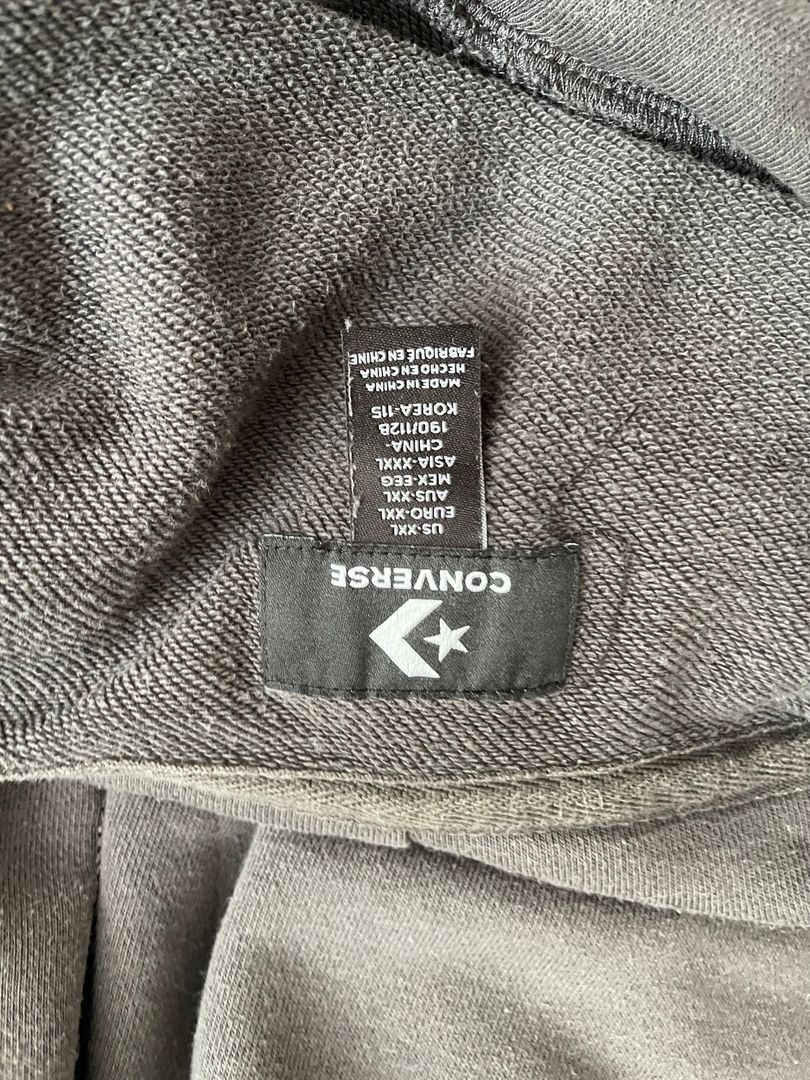 CONVERSE
US-XXL
EURO-XXL
AUS-XXL
MEX-EEG
ASIA-XXXL
CHINA-
190/112B
KOREA-115
MADE IN CHINA
HECHO EN CHINA
FABRIQUÉ EN CHINE